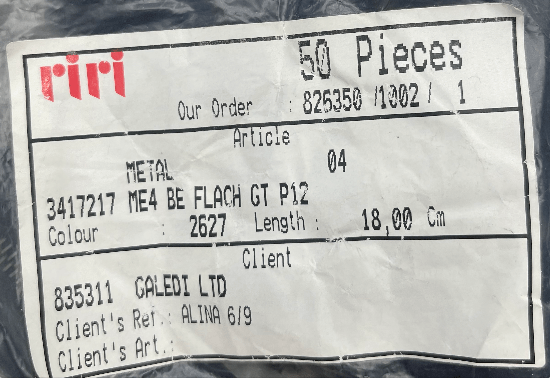 riri
50 Pieces
Our Order : 825350 /1002 / 1
Article
METAL 04
3417217 ME4 BE FLACH GT P12
Colour : 2627 Length : 18,00 Cm
Client
835311 GALEDI LTD
Client's Ref.: ALINA 6/9
Client's Art.: